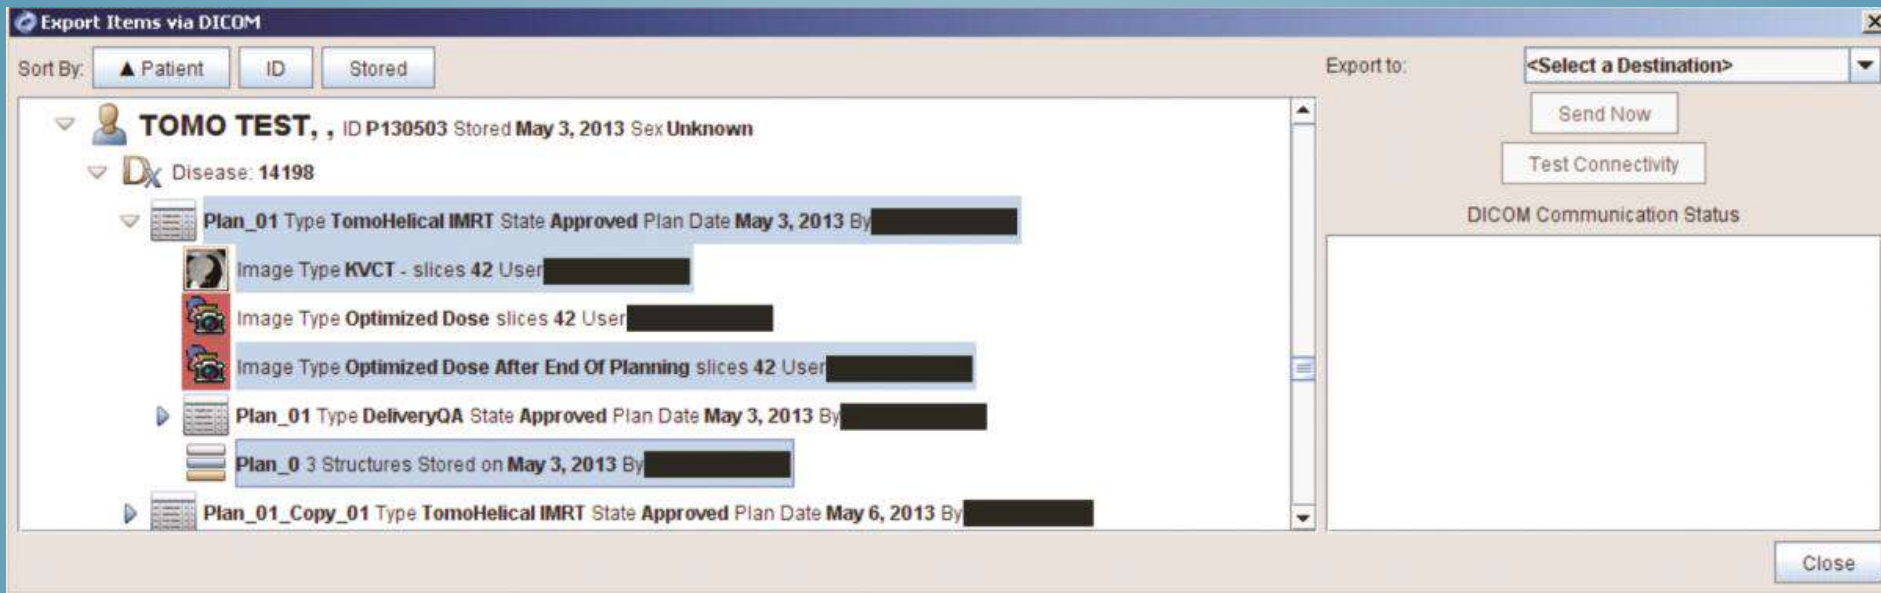 Export Items via DICOM
Sort By: ▲ Patient ID Stored
Export to: <Select a Destination>
Send Now
Test Connectivity
DICOM Communication Status
TOMO TEST, , ID P130503 Stored May 3, 2013 Sex Unknown
Dx Disease: 14198
Plan_01 Type TomoHelical IMRT State Approved Plan Date May 3, 2013 By
Image Type KVCT - slices 42 User
Image Type Optimized Dose slices 42 User
Image Type Optimized Dose After End Of Planning slices 42 User
Plan_01 Type DeliveryQA State Approved Plan Date May 3, 2013 By
Plan_0 3 Structures Stored on May 3, 2013 By
Plan_01_Copy_01 Type TomoHelical IMRT State Approved Plan Date May 6, 2013 By
Close